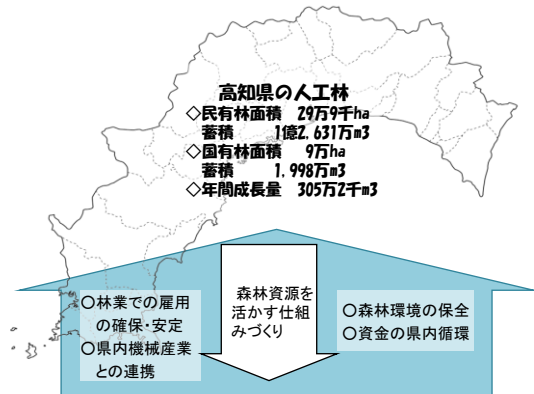 高知県の人工林
◇民有林面積　29万9千ha
蓄積　1億2,631万m3
◇国有林面積　9万ha
蓄積　1,998万m3
◇年間成長量　305万2千m3
○林業での雇用
の確保・安定
○県内機械産業
との連携
森林資源を
活かす仕組
みづくり
○森林環境の保全
○資金の県内循環